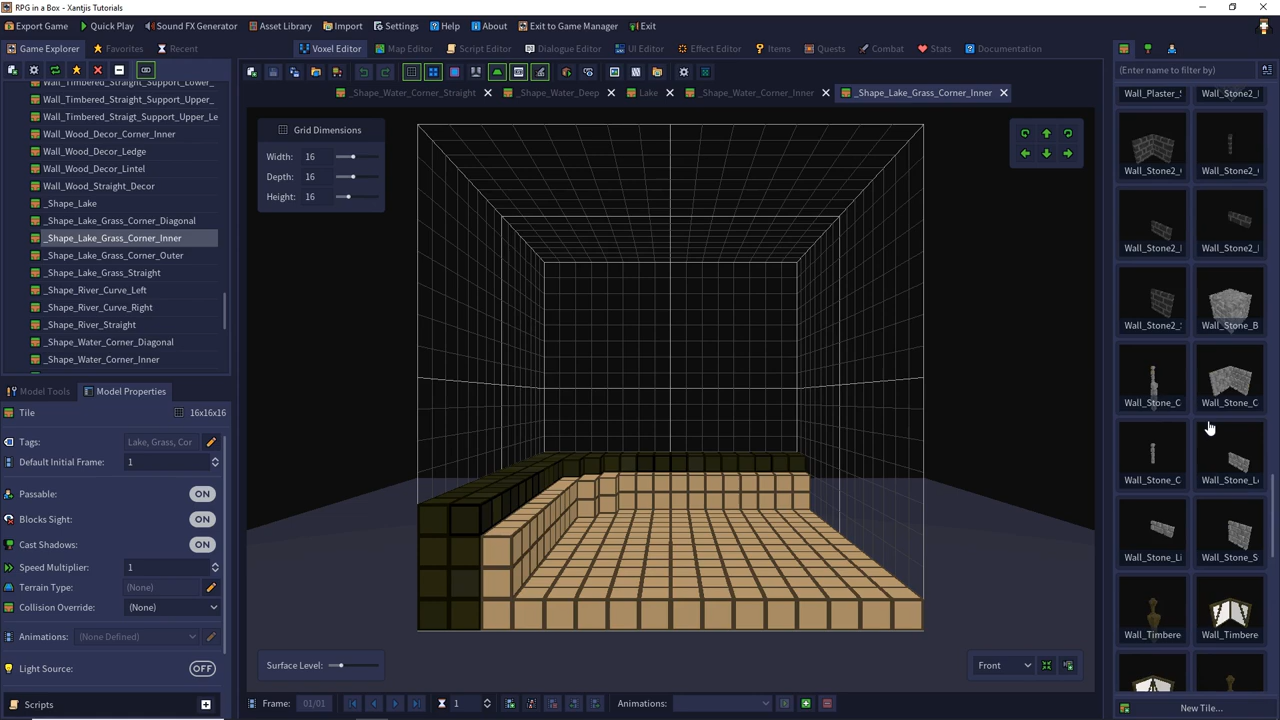 RPG in a Box - Xantjis Tutorials
Export Game Quick Play Sound FX Generator Asset Library Import Settings Help About Exit to Game Manager Exit
Game Explorer Favorites Recent
Voxel Editor Map Editor Script Editor Dialogue Editor UI Editor Effect Editor Items Quests Combat Stats Documentation
(Enter name to filter by)
_Shape_Water_Corner_Straight _Shape_Water_Deep Lake _Shape_Water_Corner_Inner _Shape_Lake_Grass_Corner_Inner
Wall_Timbered_Straight_Support_Lower_
Wall_Timbered_Straight_Support_Upper_
Wall_Timbered_Straigt_Support_Upper_Le
Wall_Wood_Decor_Corner_Inner
Wall_Wood_Decor_Ledge
Wall_Wood_Decor_Lintel
Wall_Wood_Straight_Decor
_Shape_Lake
_Shape_Lake_Grass_Corner_Diagonal
_Shape_Lake_Grass_Corner_Inner
_Shape_Lake_Grass_Corner_Outer
_Shape_Lake_Grass_Straight
_Shape_River_Curve_Left
_Shape_River_Curve_Right
_Shape_River_Straight
_Shape_Water_Corner_Diagonal
_Shape_Water_Corner_Inner
Model Tools Model Properties
Tile 16x16x16
Tags: Lake, Grass, Cor
Default Initial Frame: 1
Passable: ON
Blocks Sight: ON
Cast Shadows: ON
Speed Multiplier: 1
Terrain Type: (None)
Collision Override: (None)
Animations: (None Defined)
Light Source: OFF
Scripts
Grid Dimensions
Width: 16
Depth: 16
Height: 16
Surface Level:
Front
Frame: 01/01 1 Animations:
Wall_Plaster_S Wall_Stone2_
Wall_Stone2_ Wall_Stone2_
Wall_Stone2_ Wall_Stone2_
Wall_Stone2_ Wall_Stone_B
Wall_Stone_C Wall_Stone_C
Wall_Stone_C Wall_Stone_L
Wall_Stone_Li Wall_Stone_S
Wall_Timbere Wall_Timbere
New Tile...